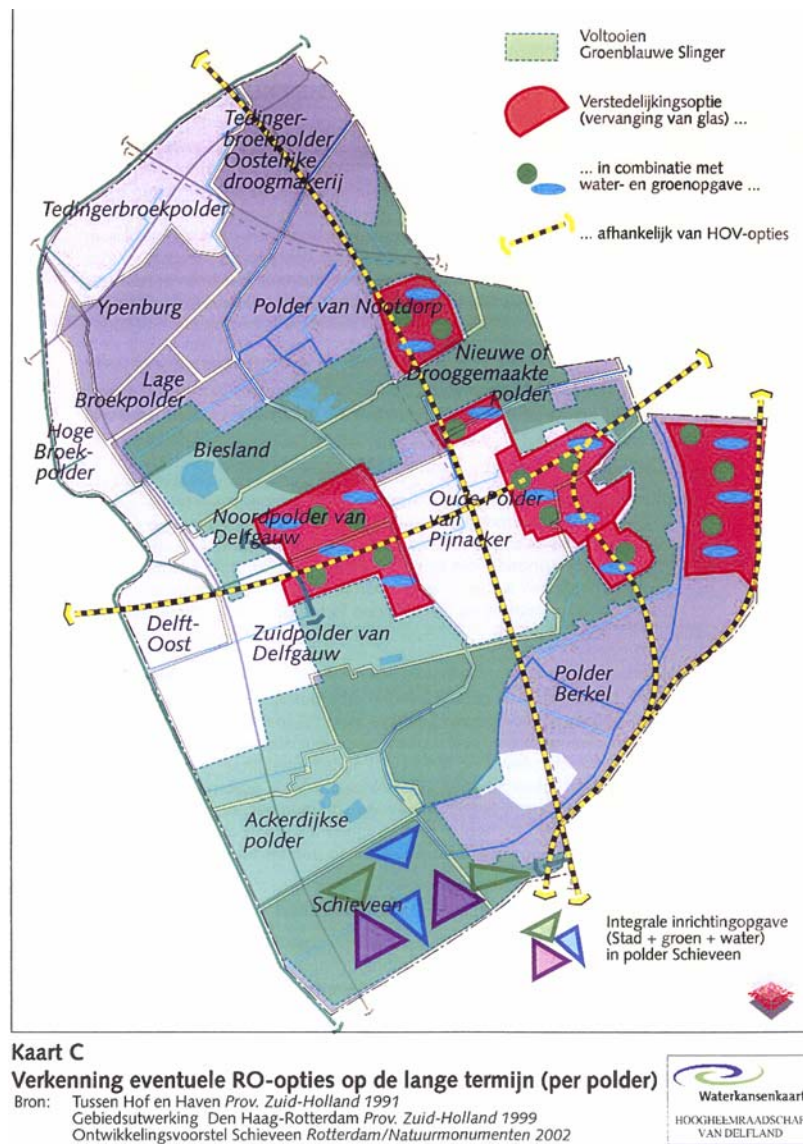 Voltooien
Groenblauwe Slinger
Verstedelijkingsoptie
(vervanging van glas) ...
... in combinatie met
water- en groenopgave ...
... afhankelijk van HOV-opties
Tedinger-
broekpolder
Oostelijke
droogmakerij
Tedingerbroekpolder
Ypenburg
Polder van Nootdorp
Nieuwe of
Drooggemaakte
polder
Lage
Broekpolder
Hoge
Broek-
polder
Biesland
Noordpolder van
Delfgauw
Oude Polder
van
Pijnacker
Delft-
Oost
Zuidpolder van
Delfgauw
Polder
Berkel
Ackerdijkse
polder
Schieveen
Integrale inrichtingopgave
(Stad + groen + water)
in polder Schieveen
Kaart C
Verkenning eventuele RO-opties op de lange termijn (per polder)
Bron: Tussen Hof en Haven Prov. Zuid-Holland 1991
Gebiedsutwerking Den Haag-Rotterdam Prov. Zuid-Holland 1999
Ontwikkelingsvoorstel Schieveen Rotterdam/Natuurmonumenten 2002
Waterkansenkaart
HOOGHEEMRAADSCHAP
VAN DELFLAND